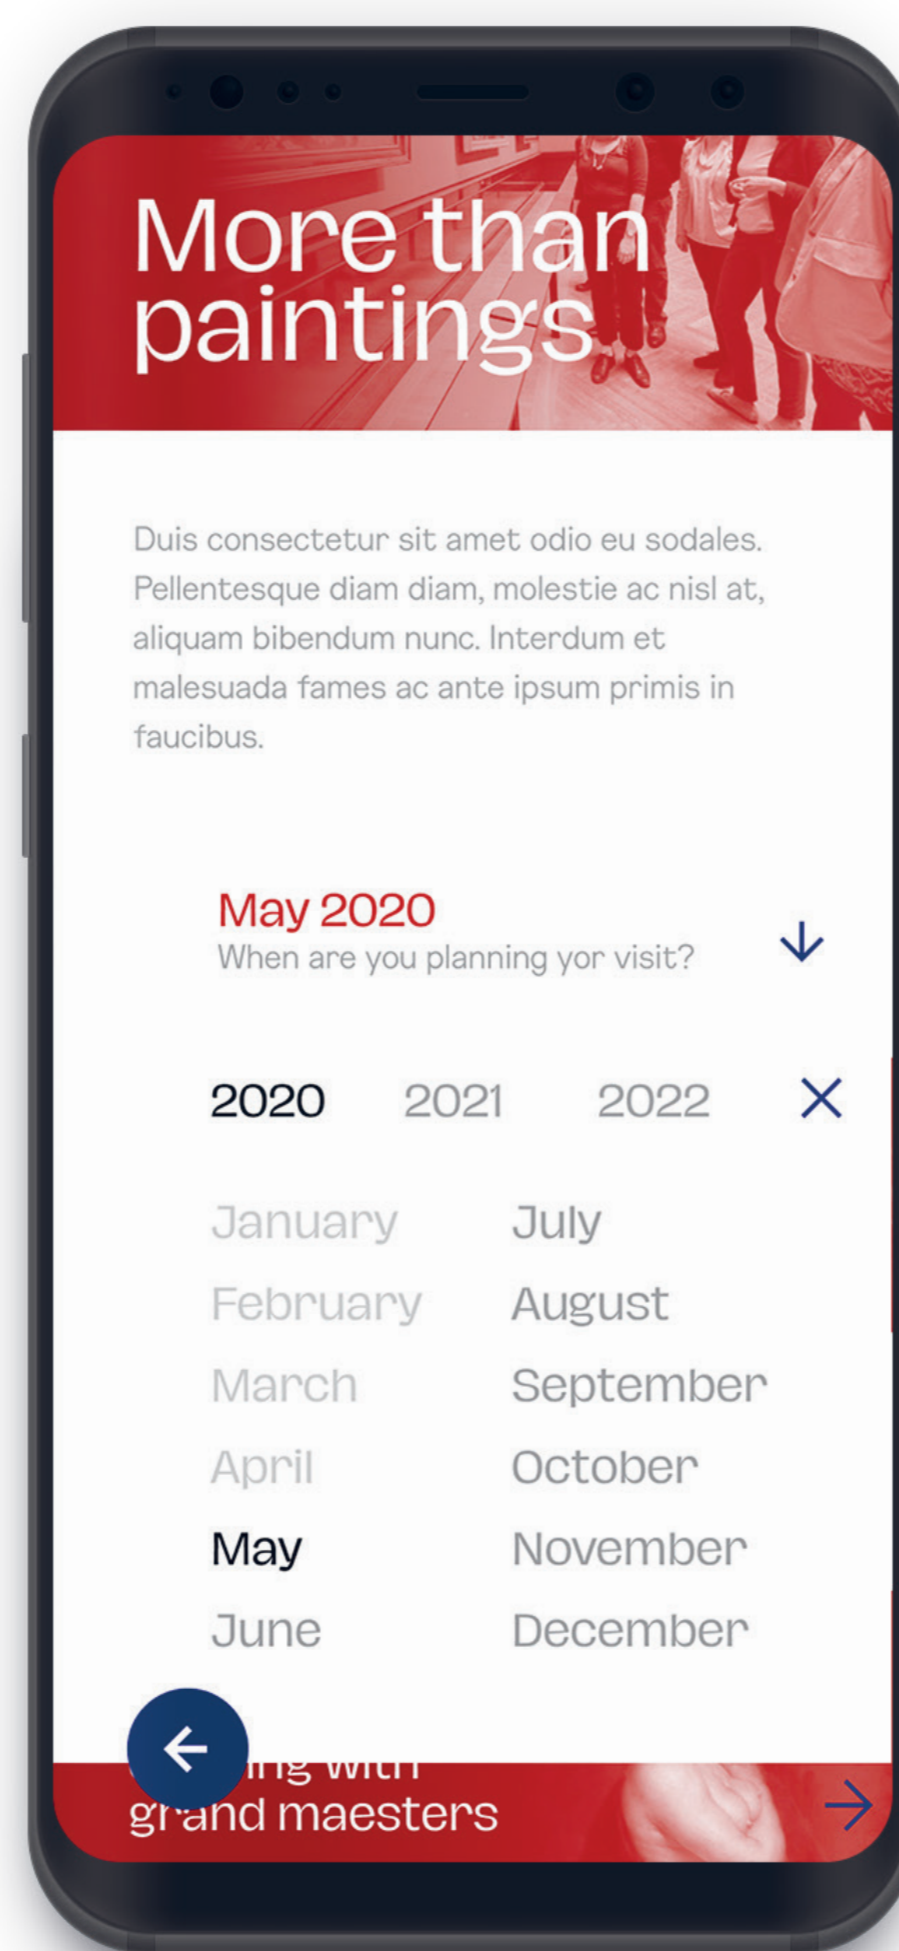 More than
paintings
Duis consectetur sit amet odio eu sodales.
Pellentesque diam diam, molestie ac nisl at,
aliquam bibendum nunc. Interdum et
malesuada fames ac ante ipsum primis in
faucibus.
May 2020
When are you planning yor visit?
2020 2021 2022
January July
February August
March September
April October
May November
June December
with
grand maesters